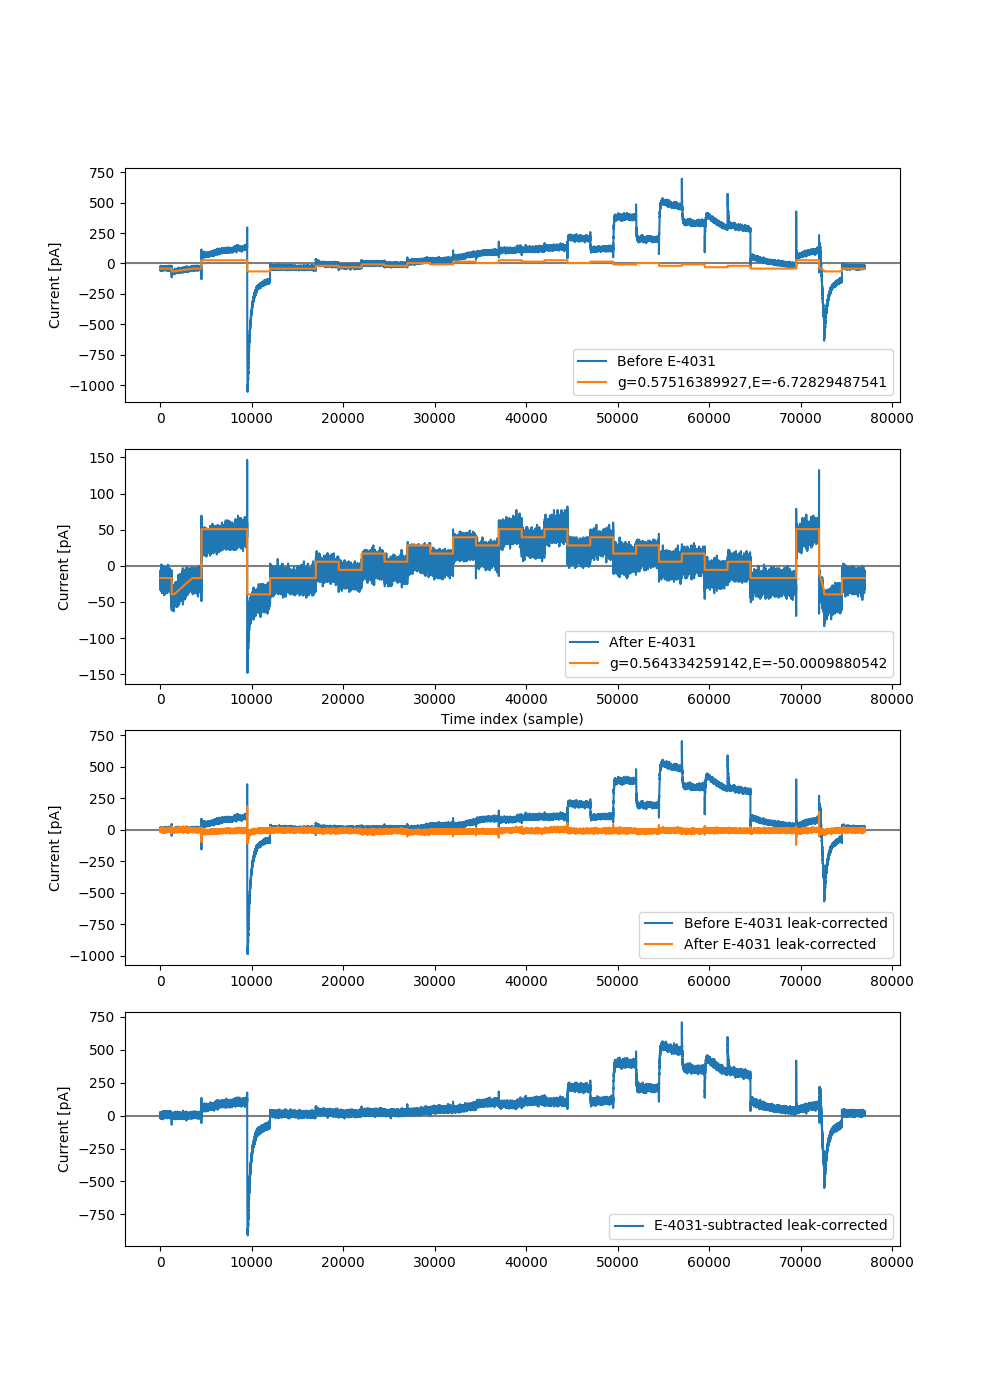 750
500
250
0
−250
−500
−750
−1000
Current [pA]
Before E-4031
g=0.57516389927,E=-6.72829487541
0 10000 20000 30000 40000 50000 60000 70000 80000
150
100
50
0
−50
−100
−150
Current [pA]
After E-4031
g=0.564334259142,E=-50.0009880542
0 10000 20000 30000 40000 50000 60000 70000 80000
Time index (sample)
750
500
250
0
−250
−500
−750
−1000
Current [pA]
Before E-4031 leak-corrected
After E-4031 leak-corrected
0 10000 20000 30000 40000 50000 60000 70000 80000
750
500
250
0
−250
−500
−750
Current [pA]
E-4031-subtracted leak-corrected
0 10000 20000 30000 40000 50000 60000 70000 80000